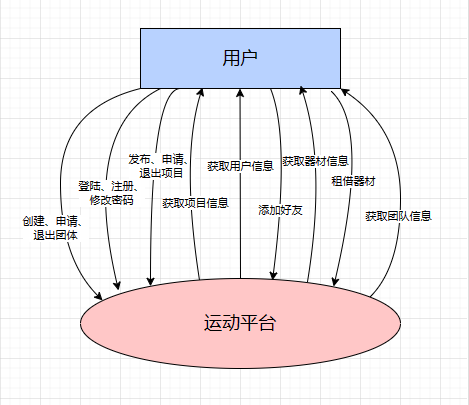 用户
发布、申请、
退出项目
获取用户信息
获取器材信息
登陆、注册、
修改密码
租借器材
获取项目信息
添加好友
获取团队信息
创建、申请、
退出团体
运动平台